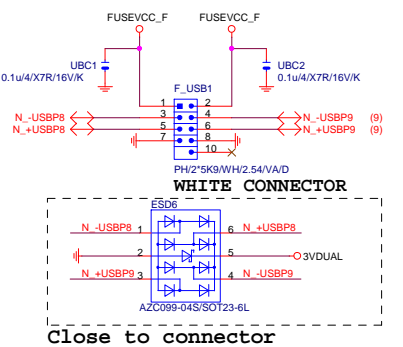 FUSEVCC_F FUSEVCC_F
UBC1 UBC2
0.1u/4/X7R/16V/K 0.1u/4/X7R/16V/K
F_USB1
1 2
N_-USBP8 3 4 N_-USBP9 (9)
N_+USBP8 5 6 N_+USBP9 (9)
7 8
10
PH/2*5K9/WH/2.54/VA/D
WHITE CONNECTOR
ESD6
N_-USBP8 1 6 N_+USBP8
2 5 3VDUAL
N_+USBP9 3 4 N_-USBP9
AZC099-04S/SOT23-6L
Close to connector